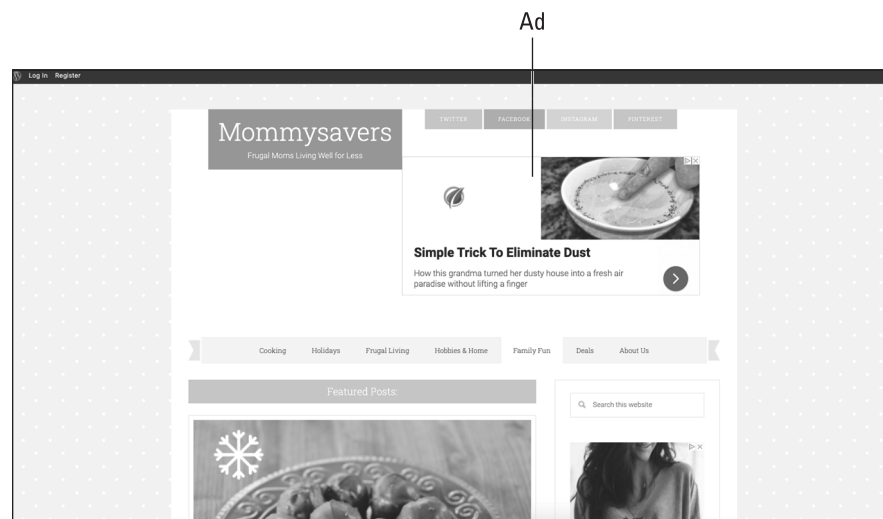 Ad
Log In Register
Mommysavers
Frugal Moms Living Well for Less
TWITTER FACEBOOK INSTAGRAM PINTEREST
Simple Trick To Eliminate Dust
How this grandma turned her dusty house into a fresh air
paradise without lifting a finger
Cooking Holidays Frugal Living Hobbies & Home Family Fun Deals About Us
Featured Posts:
Search this website